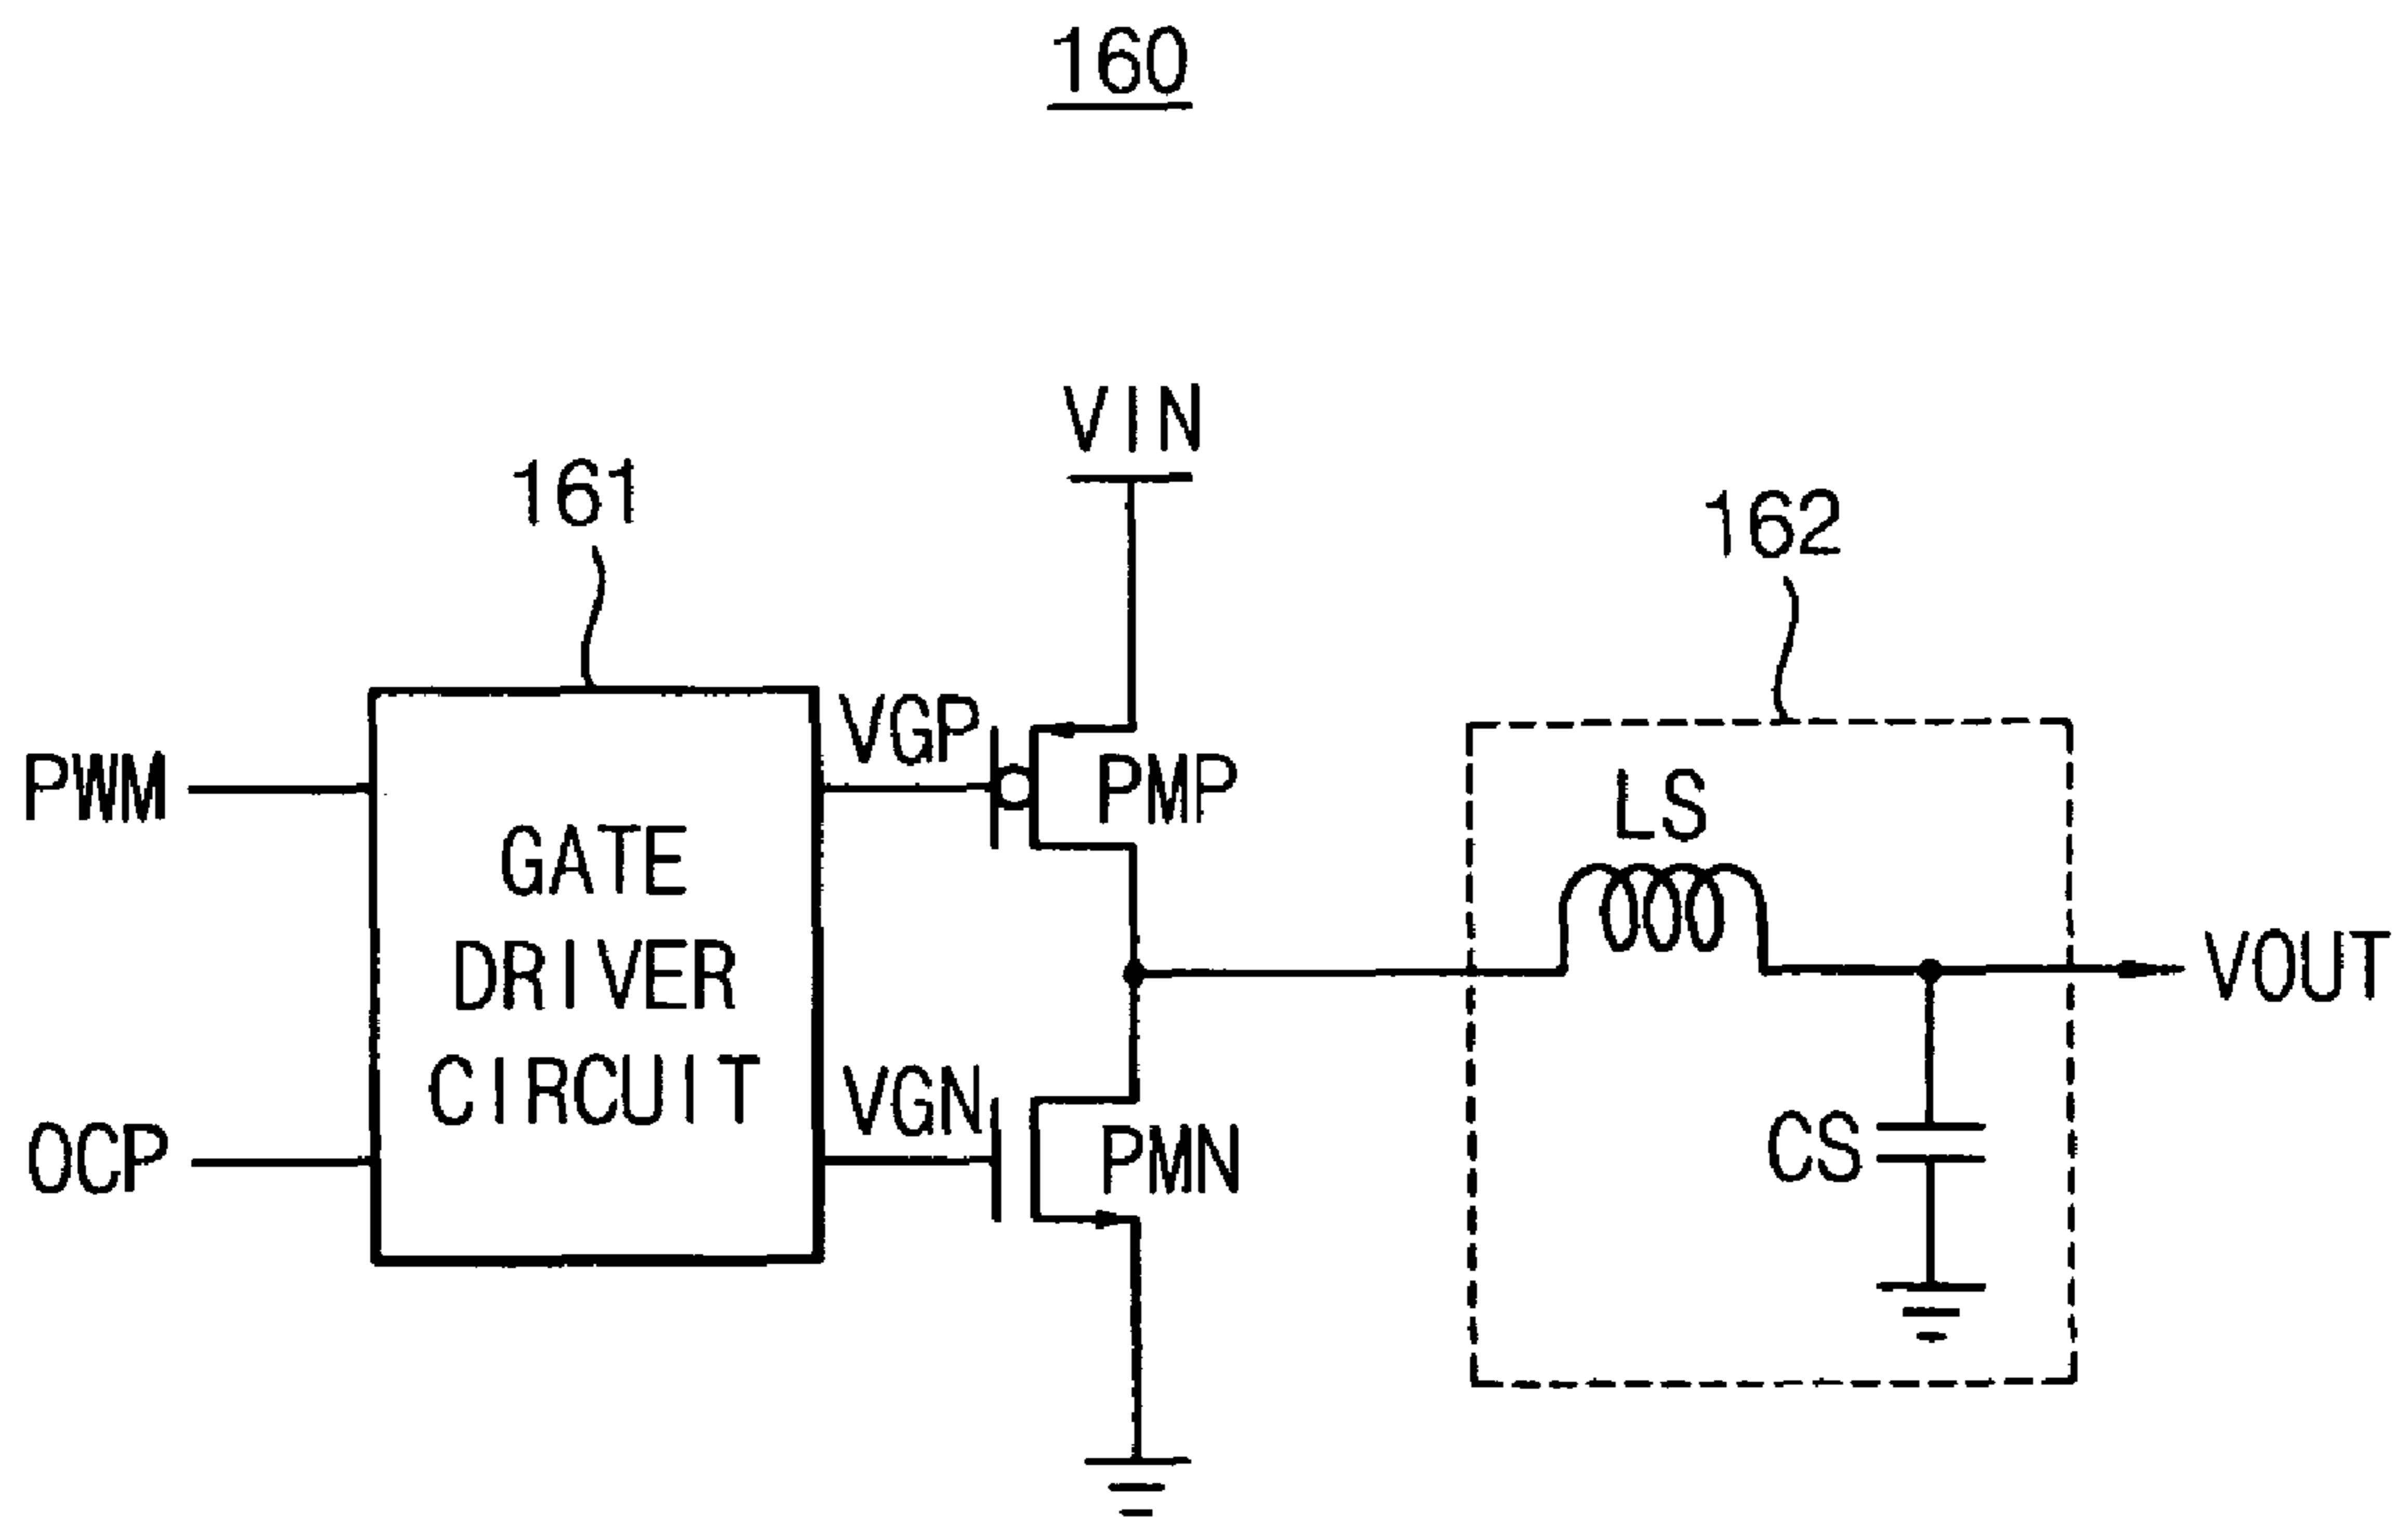 160
VIN
161
162
VGP
PWM
PMP
LS
GATE
DRIVER
CIRCUIT
VOUT
VGN
OCP
PMN
CS